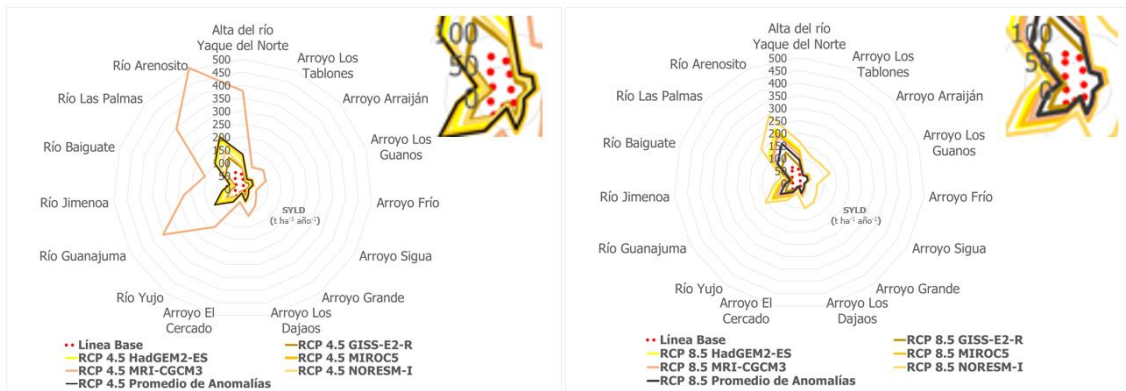 Alta del río
Yaque del Norte
Arroyo Los
Tablones
Arroyo Arraiján
Arroyo Los
Guanos
Arroyo Frío
Arroyo Sigua
Arroyo Grande
Arroyo Los
Dajaos
Arroyo El
Cercado
Río Yujo
Río Guanajuma
Río Jimenoa
Río Baiguate
Río Las Palmas
Río Arenosito
500
450
400
350
300
250
200
150
100
50
0
SYLD
(t ha⁻¹ año⁻¹)
100
50
0
Línea Base
RCP 4.5 GISS-E2-R
RCP 4.5 HadGEM2-ES
RCP 4.5 MIROC5
RCP 4.5 MRI-CGCM3
RCP 4.5 NORESM-I
RCP 4.5 Promedio de Anomalías
Alta del río
Yaque del Norte
Arroyo Los
Tablones
Arroyo Arraiján
Arroyo Los
Guanos
Arroyo Frío
Arroyo Sigua
Arroyo Grande
Arroyo Los
Dajaos
Arroyo El
Cercado
Río Yujo
Río Guanajuma
Río Jimenoa
Río Baiguate
Río Las Palmas
Río Arenosito
500
450
400
350
300
250
200
150
100
50
0
SYLD
(t ha⁻¹ año⁻¹)
100
50
0
Línea Base
RCP 8.5 GISS-E2-R
RCP 8.5 HadGEM2-ES
RCP 8.5 MIROC5
RCP 8.5 MRI-CGCM3
RCP 8.5 NORESM-I
RCP 8.5 Promedio de Anomalías